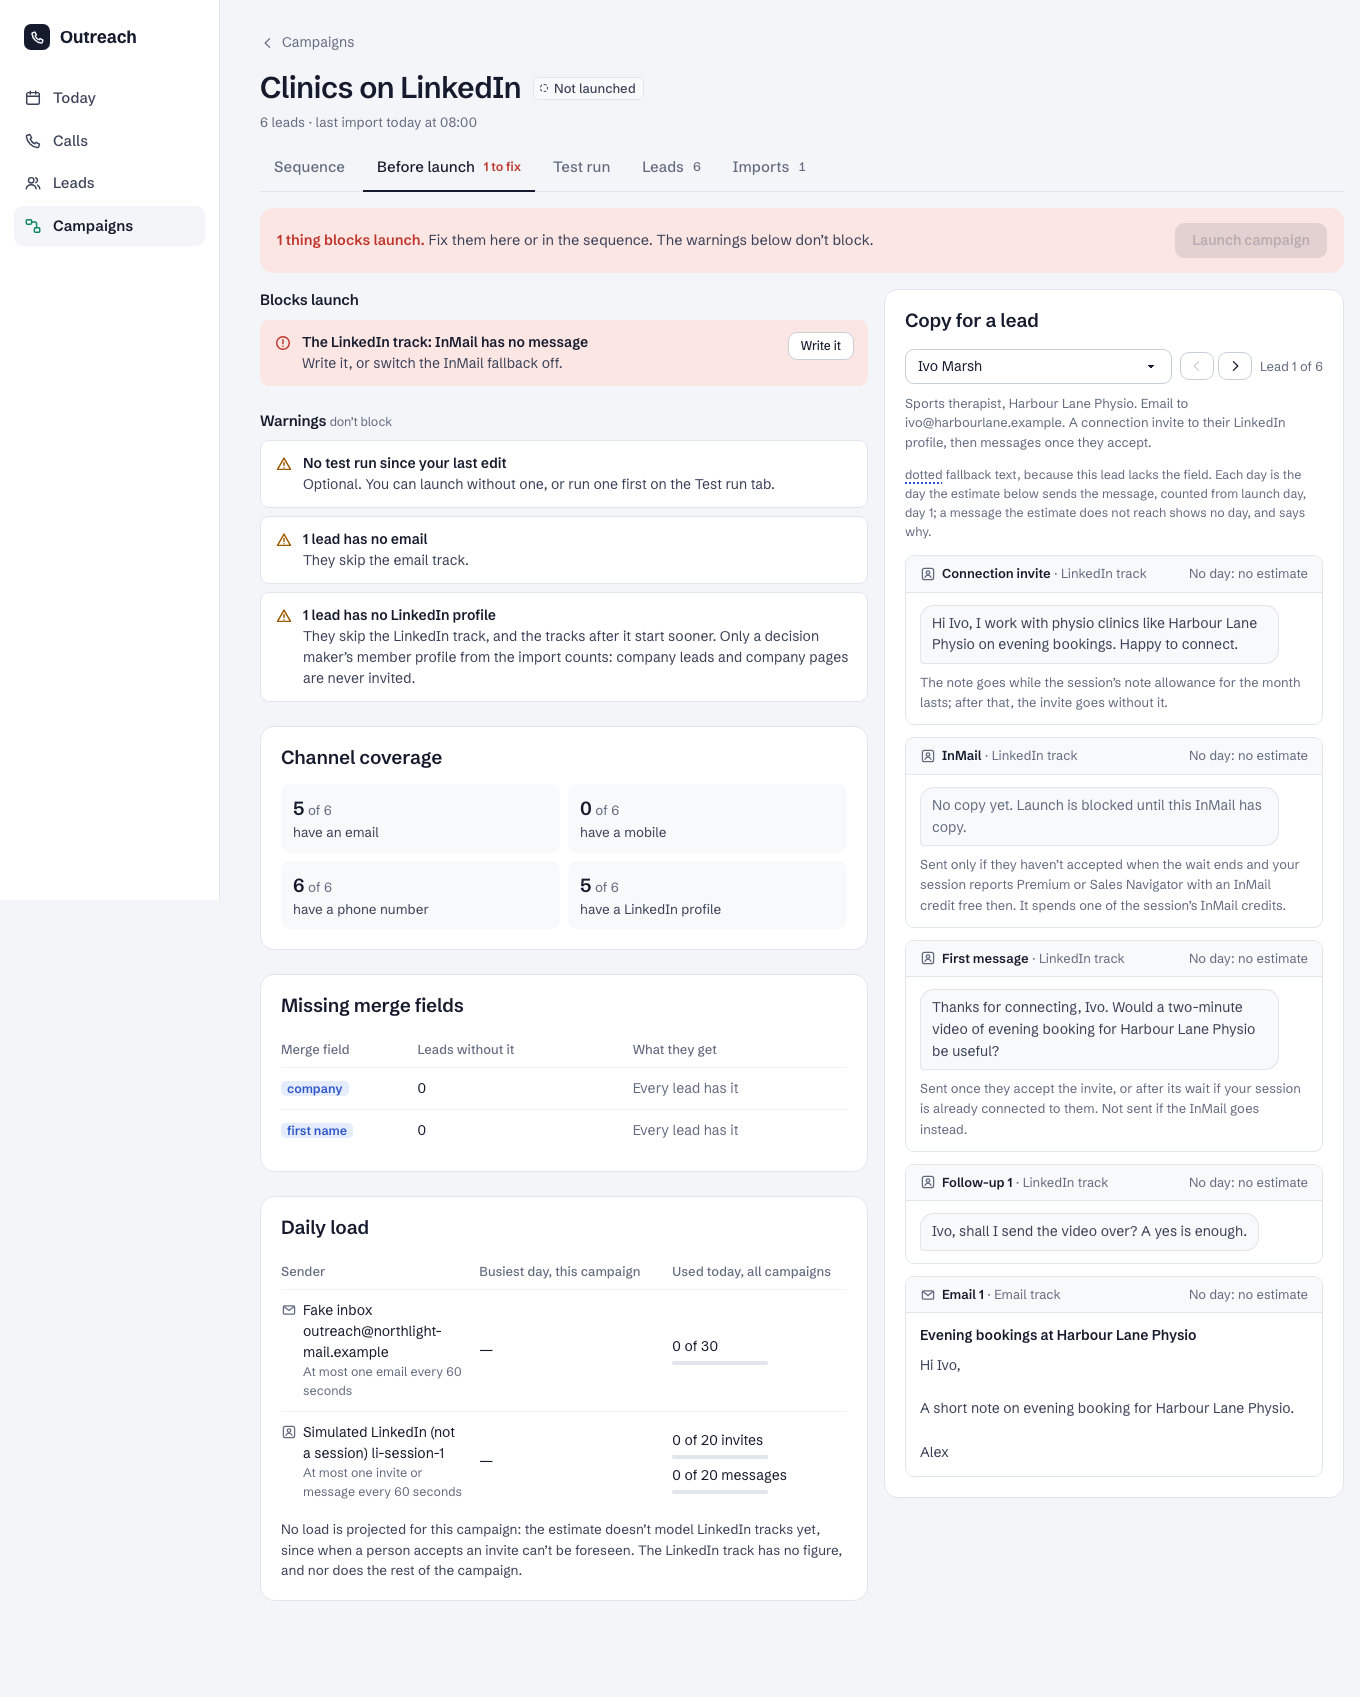 Outreach
Today
Calls
Leads
Campaigns
Campaigns
Clinics on LinkedIn
Not launched
6 leads · last import today at 08:00
Sequence
Before launch 1 to fix
Test run
Leads 6
Imports 1
1 thing blocks launch. Fix them here or in the sequence. The warnings below don’t block.
Launch campaign
Blocks launch
The LinkedIn track: InMail has no message
Write it, or switch the InMail fallback off.
Write it
Warnings don’t block
No test run since your last edit
Optional. You can launch without one, or run one first on the Test run tab.
1 lead has no email
They skip the email track.
1 lead has no LinkedIn profile
They skip the LinkedIn track, and the tracks after it start sooner. Only a decision
maker’s member profile from the import counts: company leads and company pages
are never invited.
Channel coverage
5 of 6
have an email
0 of 6
have a mobile
6 of 6
have a phone number
5 of 6
have a LinkedIn profile
Missing merge fields
Merge field
Leads without it
What they get
company
0
Every lead has it
first name
0
Every lead has it
Daily load
Sender
Busiest day, this campaign
Used today, all campaigns
Fake inbox
outreach@northlight-
mail.example
At most one email every 60
seconds
—
0 of 30
Simulated LinkedIn (not
a session) li-session-1
At most one invite or
message every 60 seconds
—
0 of 20 invites
0 of 20 messages
No load is projected for this campaign: the estimate doesn’t model LinkedIn tracks yet,
since when a person accepts an invite can’t be foreseen. The LinkedIn track has no figure,
and nor does the rest of the campaign.
Copy for a lead
Ivo Marsh
Lead 1 of 6
Sports therapist, Harbour Lane Physio. Email to
ivo@harbourlane.example. A connection invite to their LinkedIn
profile, then messages once they accept.
dotted fallback text, because this lead lacks the field. Each day is the
day the estimate below sends the message, counted from launch day,
day 1; a message the estimate does not reach shows no day, and says
why.
Connection invite · LinkedIn track
No day: no estimate
Hi Ivo, I work with physio clinics like Harbour Lane
Physio on evening bookings. Happy to connect.
The note goes while the session’s note allowance for the month
lasts; after that, the invite goes without it.
InMail · LinkedIn track
No day: no estimate
No copy yet. Launch is blocked until this InMail has
copy.
Sent only if they haven’t accepted when the wait ends and your
session reports Premium or Sales Navigator with an InMail
credit free then. It spends one of the session’s InMail credits.
First message · LinkedIn track
No day: no estimate
Thanks for connecting, Ivo. Would a two-minute
video of evening booking for Harbour Lane Physio
be useful?
Sent once they accept the invite, or after its wait if your session
is already connected to them. Not sent if the InMail goes
instead.
Follow-up 1 · LinkedIn track
No day: no estimate
Ivo, shall I send the video over? A yes is enough.
Email 1 · Email track
No day: no estimate
Evening bookings at Harbour Lane Physio
Hi Ivo,
A short note on evening booking for Harbour Lane Physio.
Alex